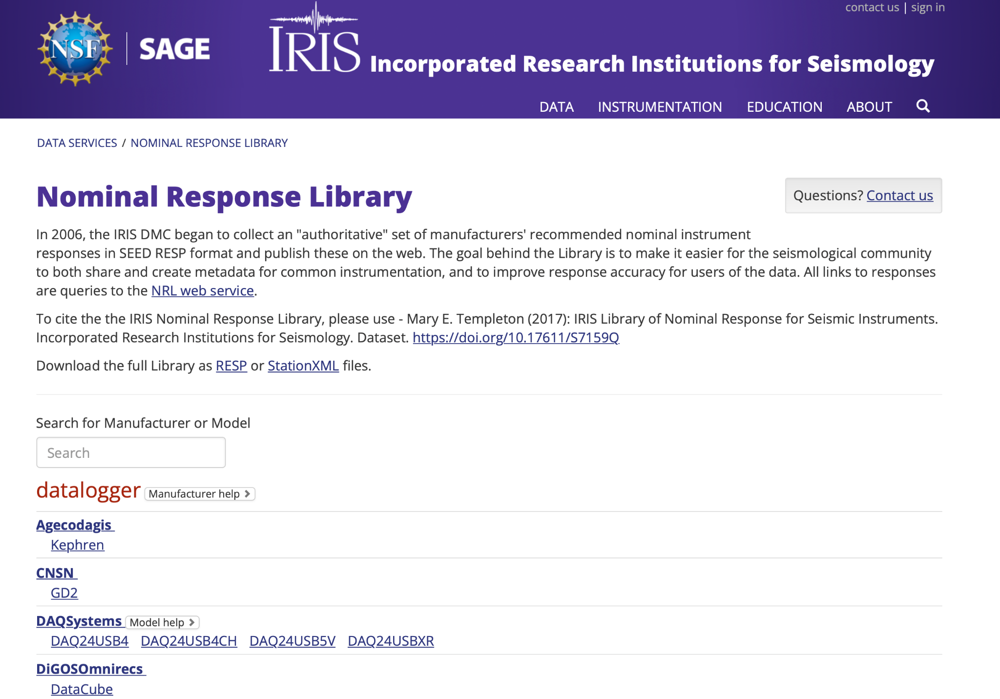 contact us | sign in
NSF SAGE
IRIS Incorporated Research Institutions for Seismology
DATA INSTRUMENTATION EDUCATION ABOUT
DATA SERVICES / NOMINAL RESPONSE LIBRARY
Nominal Response Library
Questions? Contact us
In 2006, the IRIS DMC began to collect an "authoritative" set of manufacturers' recommended nominal instrument
responses in SEED RESP format and publish these on the web. The goal behind the Library is to make it easier for the seismological community
to both share and create metadata for common instrumentation, and to improve response accuracy for users of the data. All links to responses
are queries to the NRL web service.
To cite the the IRIS Nominal Response Library, please use - Mary E. Templeton (2017): IRIS Library of Nominal Response for Seismic Instruments.
Incorporated Research Institutions for Seismology. Dataset. https://doi.org/10.17611/S7159Q
Download the full Library as RESP or StationXML files.
Search for Manufacturer or Model
Search
datalogger Manufacturer help
Agecodagis
Kephren
CNSN
GD2
DAQSystems Model help
DAQ24USB4 DAQ24USB4CH DAQ24USB5V DAQ24USBXR
DiGOSOmnirecs
DataCube